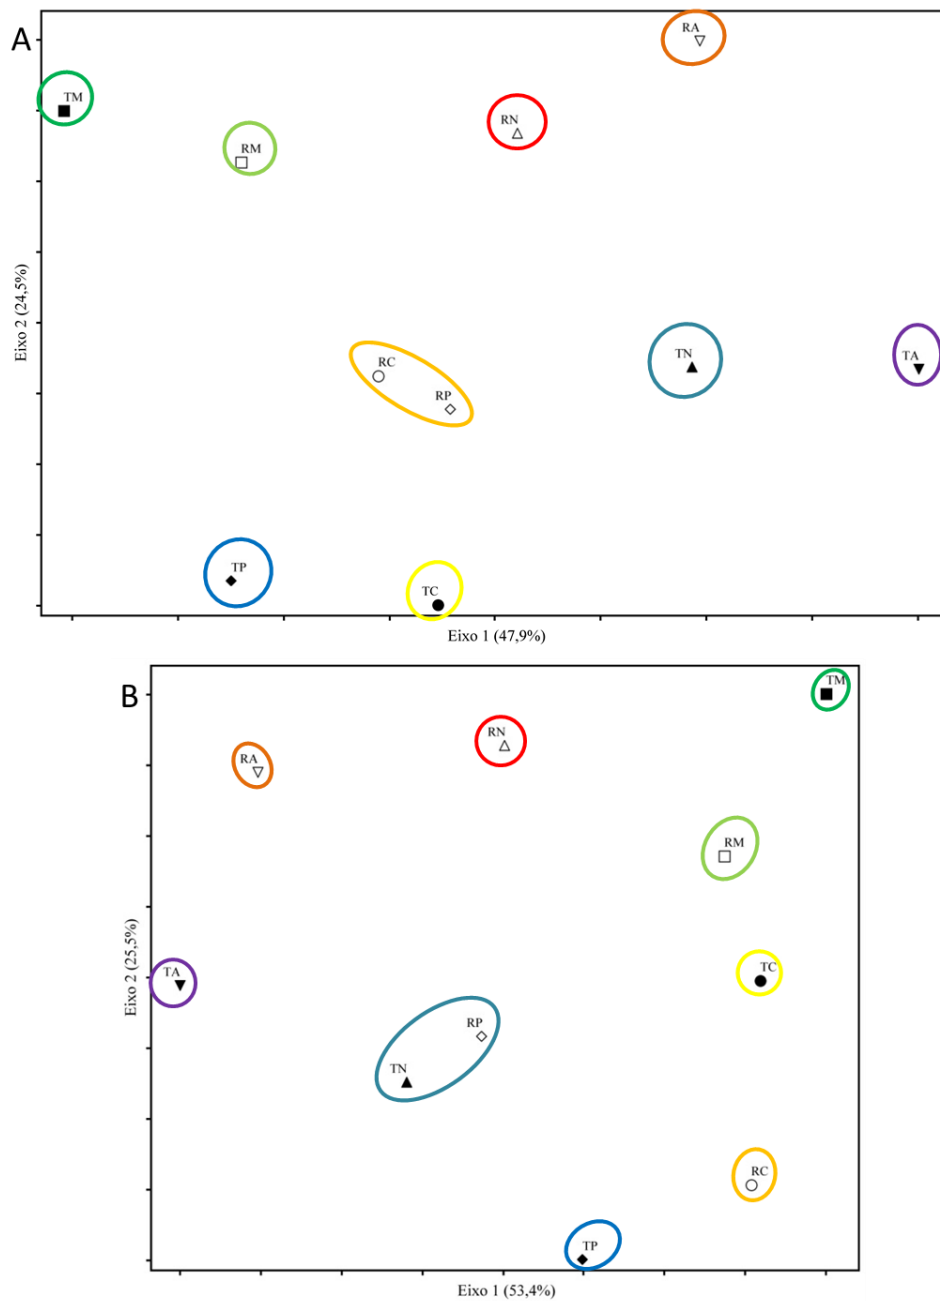 A
RA
TM
RN
RM
Eixo 2 (24,5%)
TN
TA
RC
RP
TP
TC
Eixo 1 (47,9%)
B
TM
RN
RA
RM
Eixo 2 (25,5%)
TC
TA
RP
TN
RC
TP
Eixo 1 (53,4%)